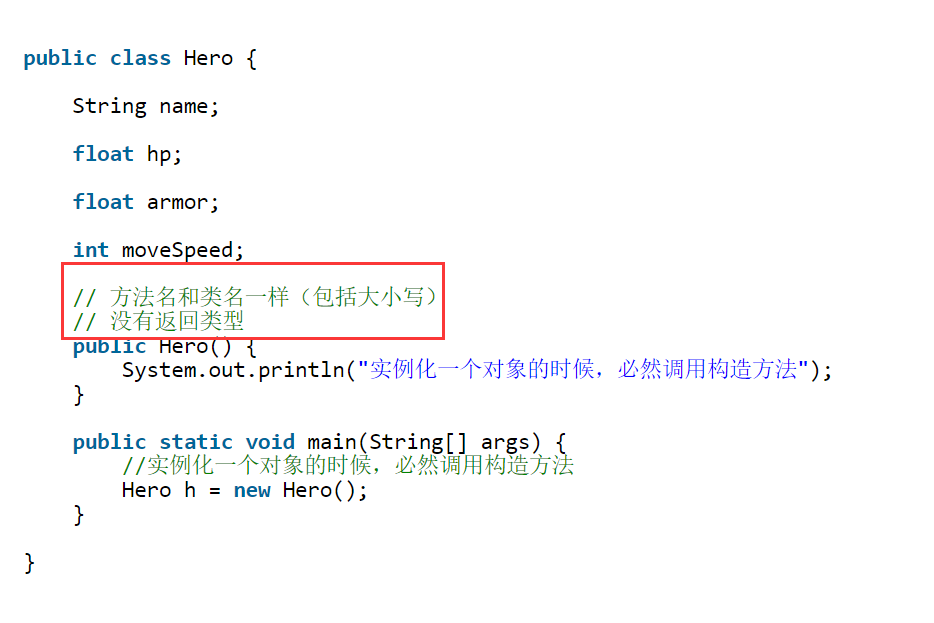 public class Hero {
String name;
float hp;
float armor;
int moveSpeed;
// 方法名和类名一样（包括大小写）
// 没有返回类型
public Hero() {
System.out.println("实例化一个对象的时候，必然调用构造方法");
}
public static void main(String[] args) {
//实例化一个对象的时候，必然调用构造方法
Hero h = new Hero();
}
}